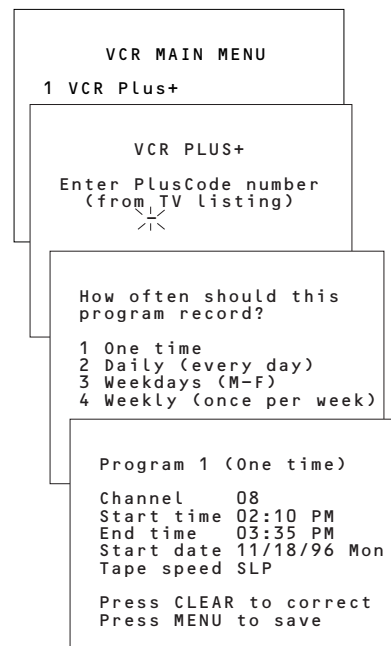 VCR MAIN MENU
1 VCR Plus+
VCR PLUS+
Enter PlusCode number
(from TV listing)
How often should this
program record?
1 One time
2 Daily (every day)
3 Weekdays (M-F)
4 Weekly (once per week)
Program 1 (One time)
Channel 08
Start time 02:10 PM
End time 03:35 PM
Start date 11/18/96 Mon
Tape speed SLP
Press CLEAR to correct
Press MENU to save